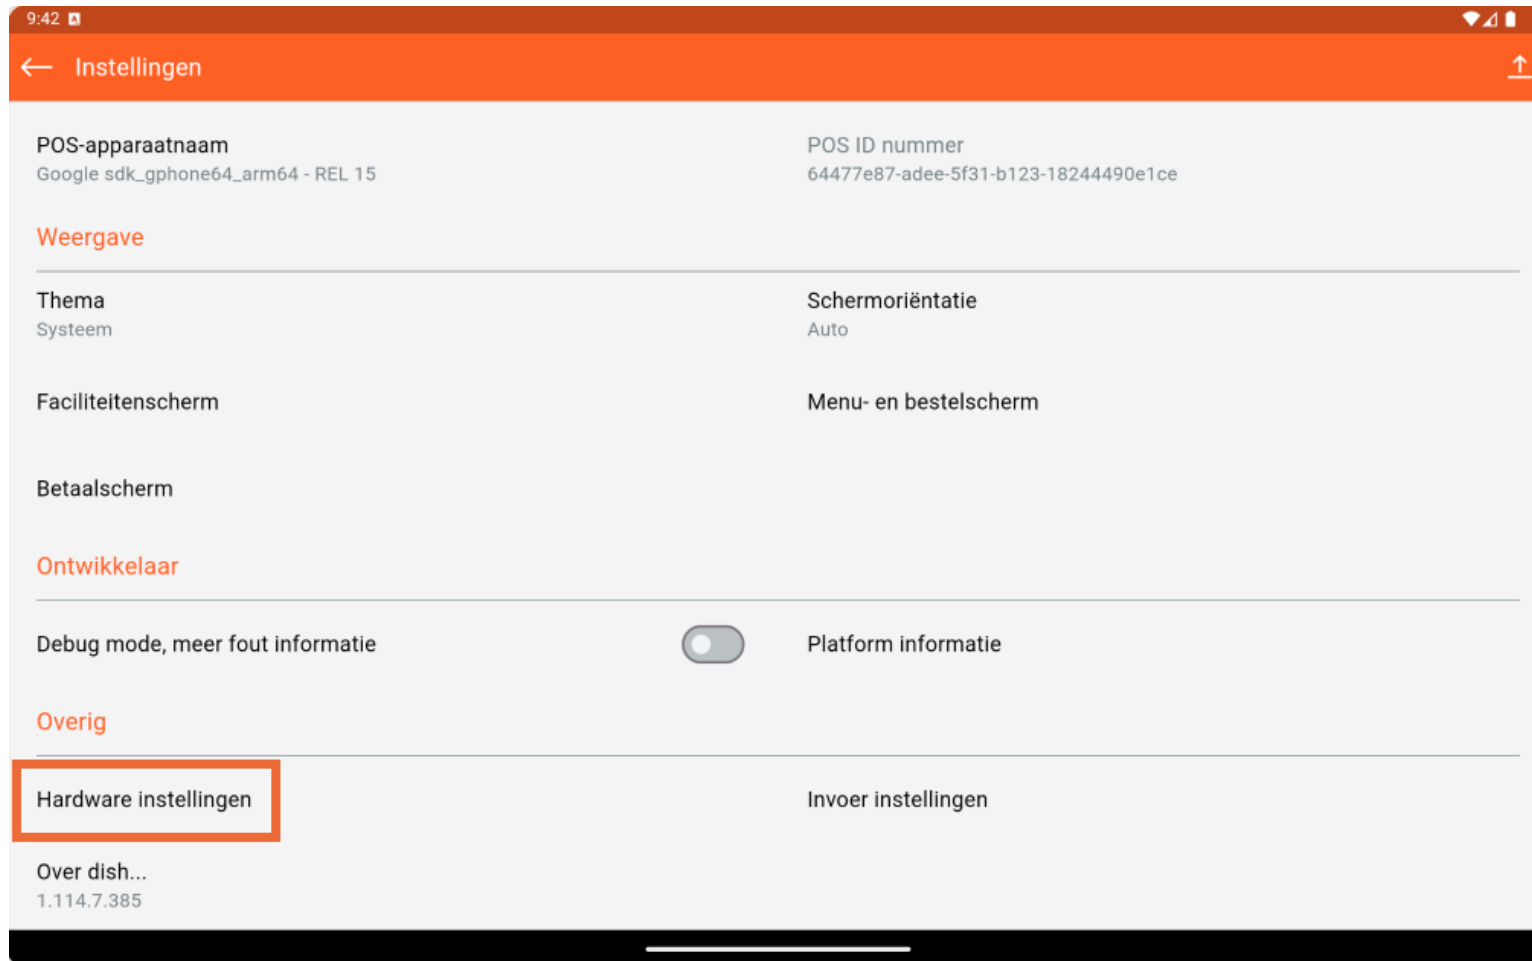 9:42
Instellingen
POS-apparaatnaam
Google sdk_gphone64_arm64 - REL 15
POS ID nummer
64477e87-adee-5f31-b123-18244490e1ce
Weergave
Thema
Systeem
Schermoriëntatie
Auto
Faciliteitenscherm
Menu- en bestelscherm
Betaalscherm
Ontwikkelaar
Debug mode, meer fout informatie
Platform informatie
Overig
Hardware instellingen
Invoer instellingen
Over dish...
1.114.7.385